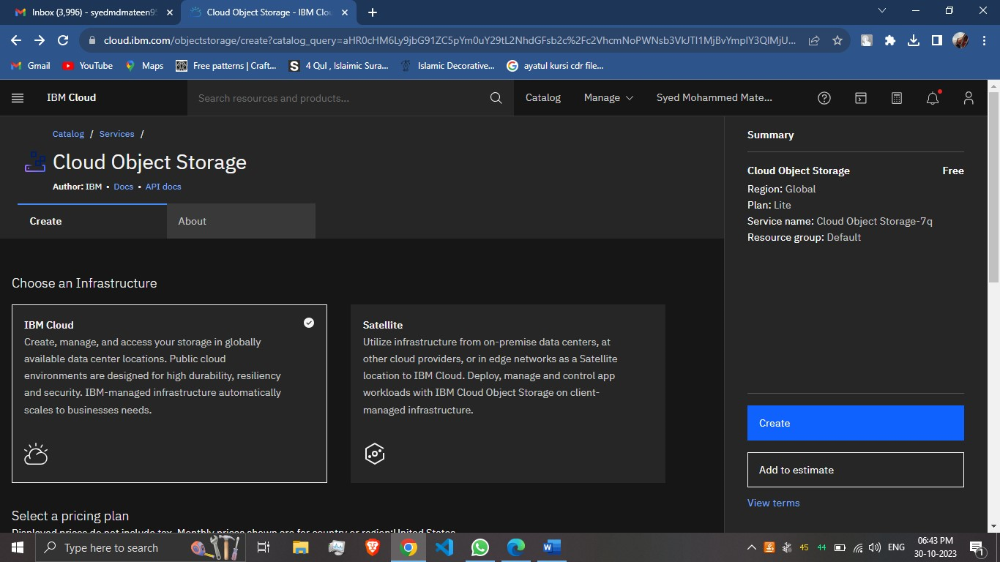 Inbox (3,996) - syedmdmateen95
Cloud Object Storage - IBM Clou
cloud.ibm.com/objectstorage/create?catalog_query=
Gmail
YouTube
Maps
Free patterns | Craft...
4 Qul , Islaimic Sura...
Islamic Decorative...
ayatul kursi cdr file...
IBM Cloud
Search resources and products...
Catalog
Manage
Syed Mohammed Mate...
Catalog / Services /
Cloud Object Storage
Author: IBM • Docs • API docs
Create
About
Choose an Infrastructure
IBM Cloud
Create, manage, and access your storage in globally
available data center locations. Public cloud
environments are designed for high durability, resiliency
and security. IBM-managed infrastructure automatically
scales to businesses needs.
Satellite
Utilize infrastructure from on-premise data centers, at
other cloud providers, or in edge networks as a Satellite
location to IBM Cloud. Deploy, manage and control app
workloads with IBM Cloud Object Storage on client-
managed infrastructure.
Select a pricing plan
Displayed prices do not include tax. Monthly prices shown are for country or region:United States
Summary
Cloud Object Storage Free
Region: Global
Plan: Lite
Service name: Cloud Object Storage-7q
Resource group: Default
Create
Add to estimate
View terms
Type here to search
45
44
ENG
06:43 PM
30-10-2023
1